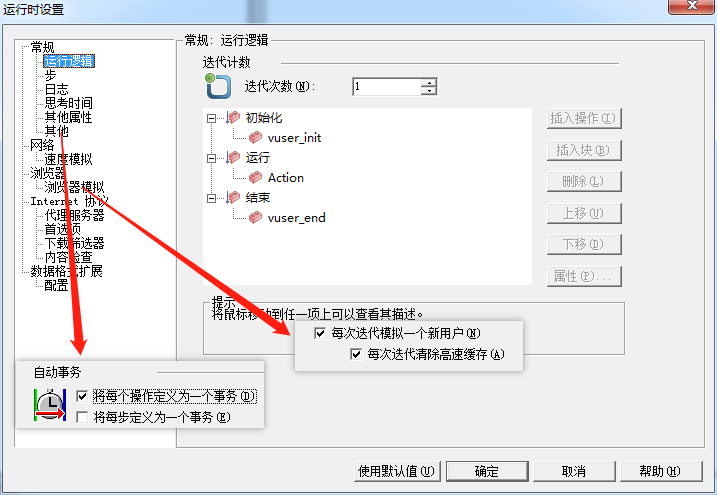 运行时设置
常规
运行逻辑
步
日志
思考时间
其他属性
其他
网络
速度模拟
浏览器
浏览器模拟
Internet 协议
代理服务器
首选项
下载筛选器
内容检查
数据格式扩展
配置
常规: 运行逻辑
迭代计数
迭代次数(N): 1
初始化
vuser_init
运行
Action
结束
vuser_end
插入操作(I)
插入块(B)
删除(L)
上移(U)
下移(D)
属性(P)...
提示
将鼠标移动到任一项上可以查看其描述。
每次迭代模拟一个新用户(N)
每次迭代清除高速缓存(A)
自动事务
将每个操作定义为一个事务(D)
将每步定义为一个事务(E)
使用默认值(U)
确定
取消
帮助(H)